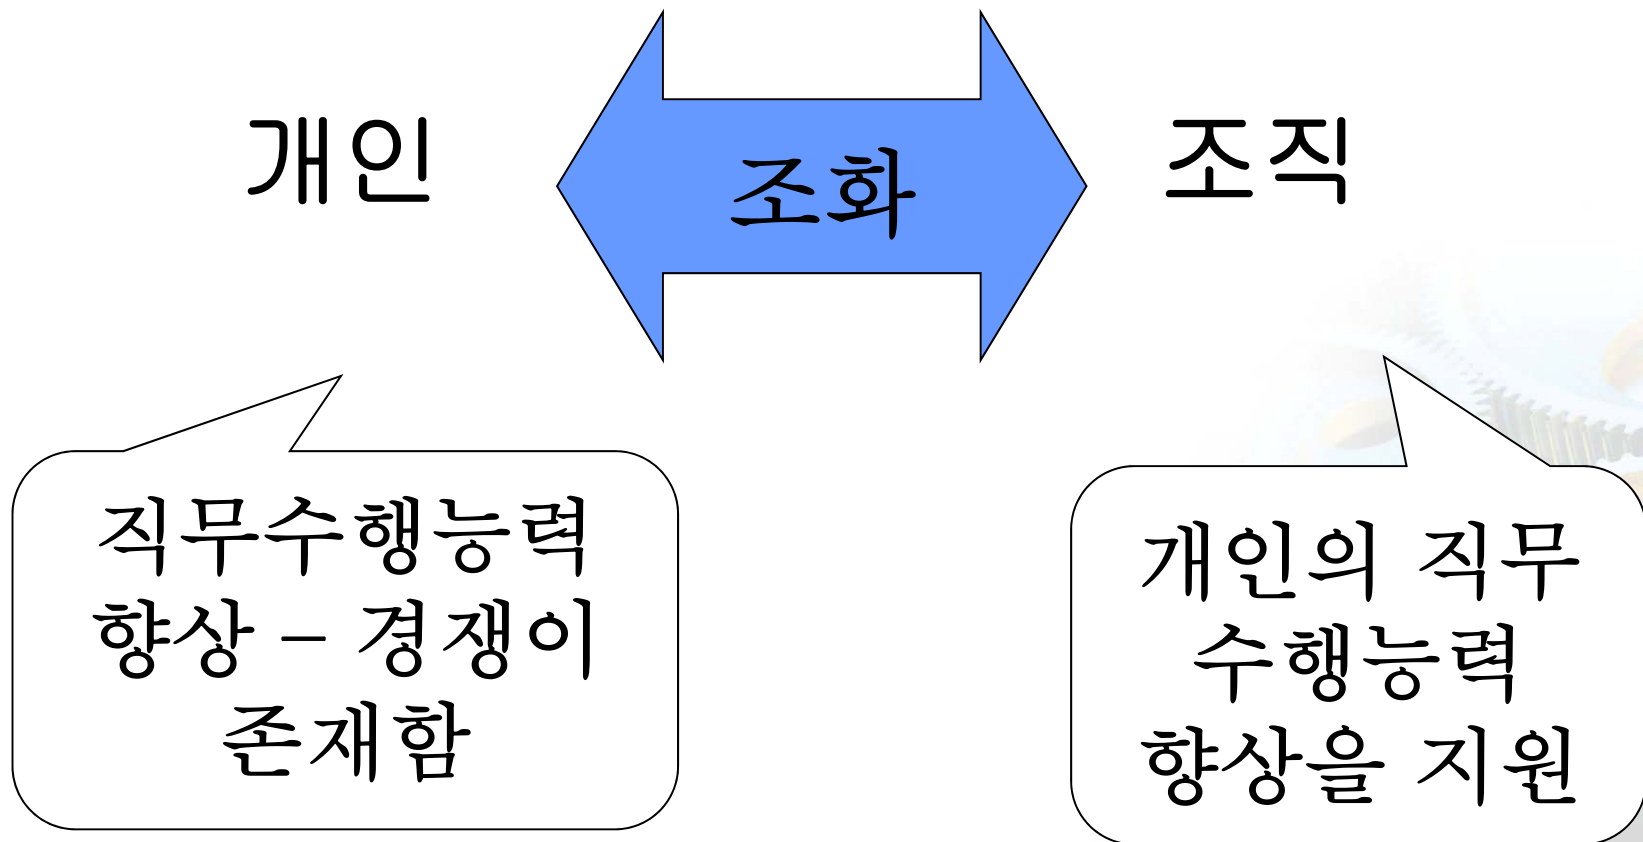 개인
조화
조직
직무수행능력
향상 – 경쟁이
존재함
개인의 직무
수행능력
향상을 지원